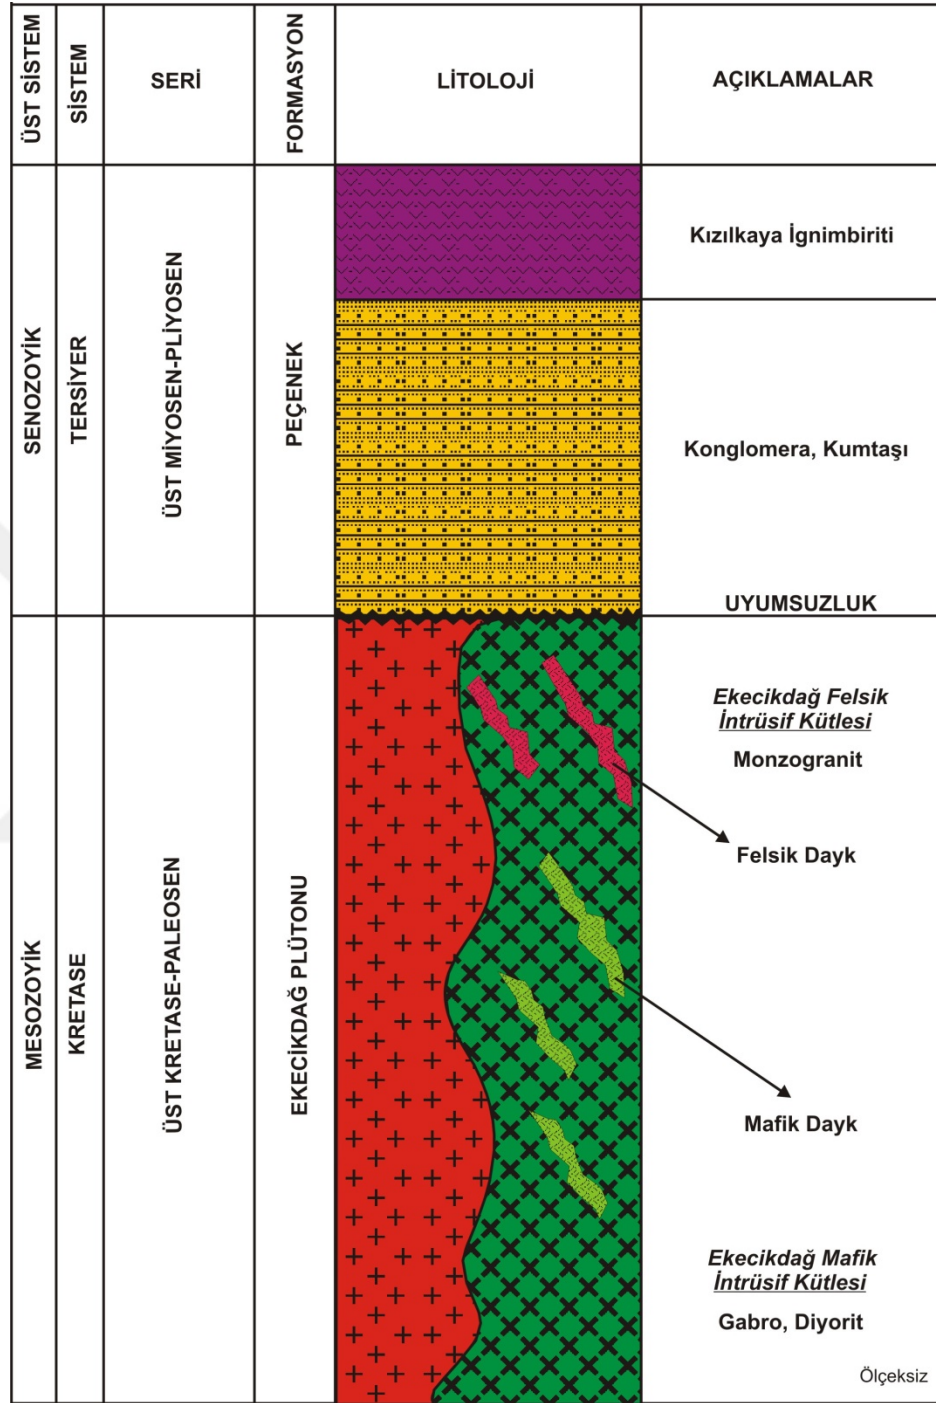 ÜST SİSTEM
SİSTEM
SERİ
FORMASYON
LİTOLOJİ
AÇIKLAMALAR
SENOZOYİK
TERSİYER
ÜST MİYOSEN-PLİYOSEN
PEÇENEK
Kızılkaya İgnimbiriti
Konglomera, Kumtaşı
UYUMSUZLUK
MESOZOYİK
KRETASE
ÜST KRETASE-PALEOSEN
EKECİKDAĞ PLÜTONU
Ekecikdağ Felsik
İntrüsif Kütlesi
Monzogranit
Felsik Dayk
Mafik Dayk
Ekecikdağ Mafik
İntrüsif Kütlesi
Gabro, Diyorit
Ölçeksiz